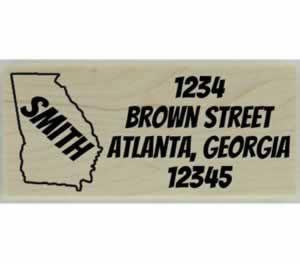 SMITH
1234
BROWN STREET
ATLANTA, GEORGIA
12345